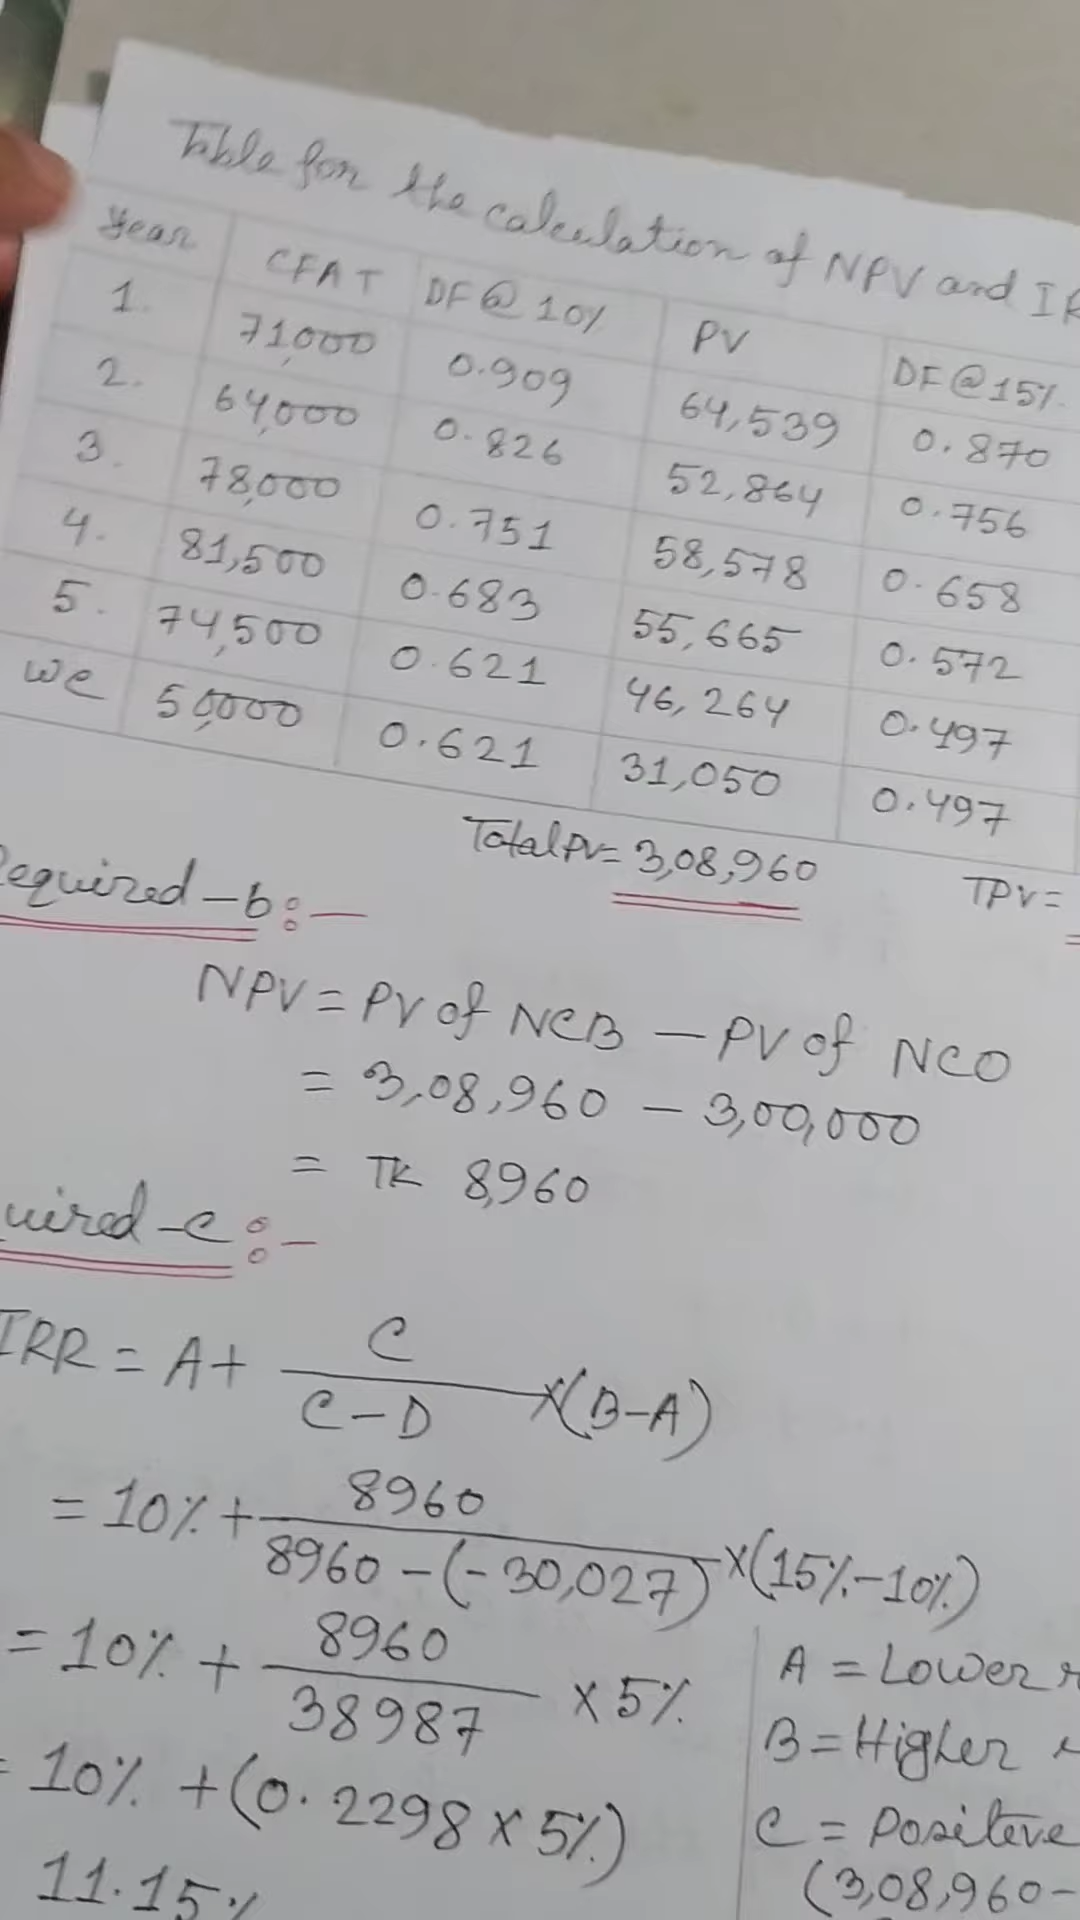 Table for the calculation of NPV and IR
Year CFAT DF@ 10% PV DF@15%
1. 71,000 0.909 64,539 0.870
2. 64,000 0.826 52,864 0.756
3. 78,000 0.751 58,578 0.658
4. 81,500 0.683 55,665 0.572
5. 74,500 0.621 46,264 0.497
WC 50,000 0.621 31,050 0.497
Total PV= 3,08,960 TPV=
Required-b:-
NPV = PV of NCB - PV of NCO
= 3,08,960 - 3,00,000
= TK 8,960
quired-c:-
IRR = A+ C / C-D ×(B-A)
= 10% + 8960 / 8960 -(-30,027) ×(15%-10%)
= 10% + 8960 / 38987 × 5%
= 10% +(0.2298 × 5%)
11.15%
A = Lower r
B = Higher
C = Positive
(3,08,960-